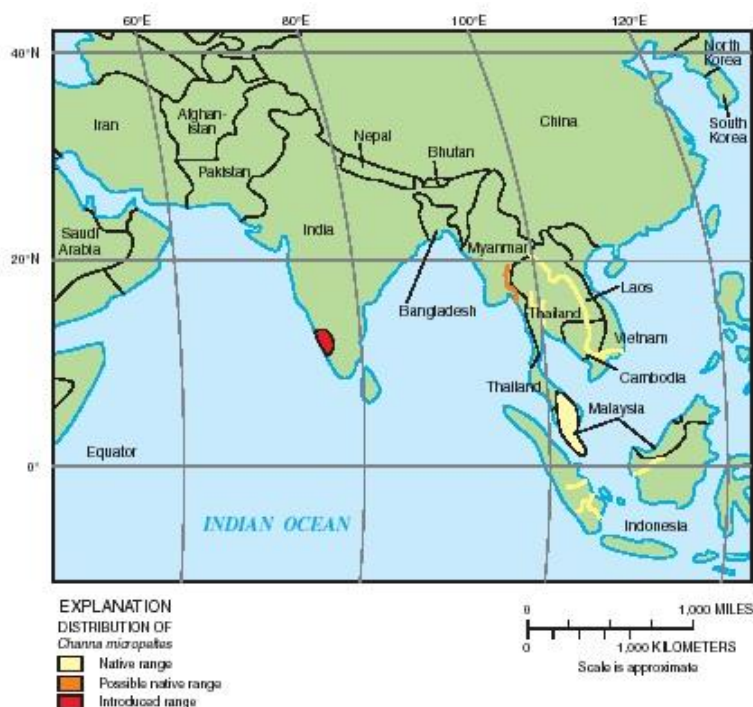 60°E 80°E 100°E 120°E
40°N
North
Korea
South
Korea
Iran
Afghan-
istan
Pakistan
Nepal
Bhutan
China
Saudi
Arabia
India
Myanmar
20°N
Bangladesh
Laos
Thailand
Vietnam
Cambodia
Thailand
Malaysia
Equator
0°
INDIAN OCEAN
Indonesia
EXPLANATION
DISTRIBUTION OF
Channa micropeltes
Native range
Possible native range
Introduced range
0 1,000 MILES
0 1,000 KILOMETERS
Scale is approximate